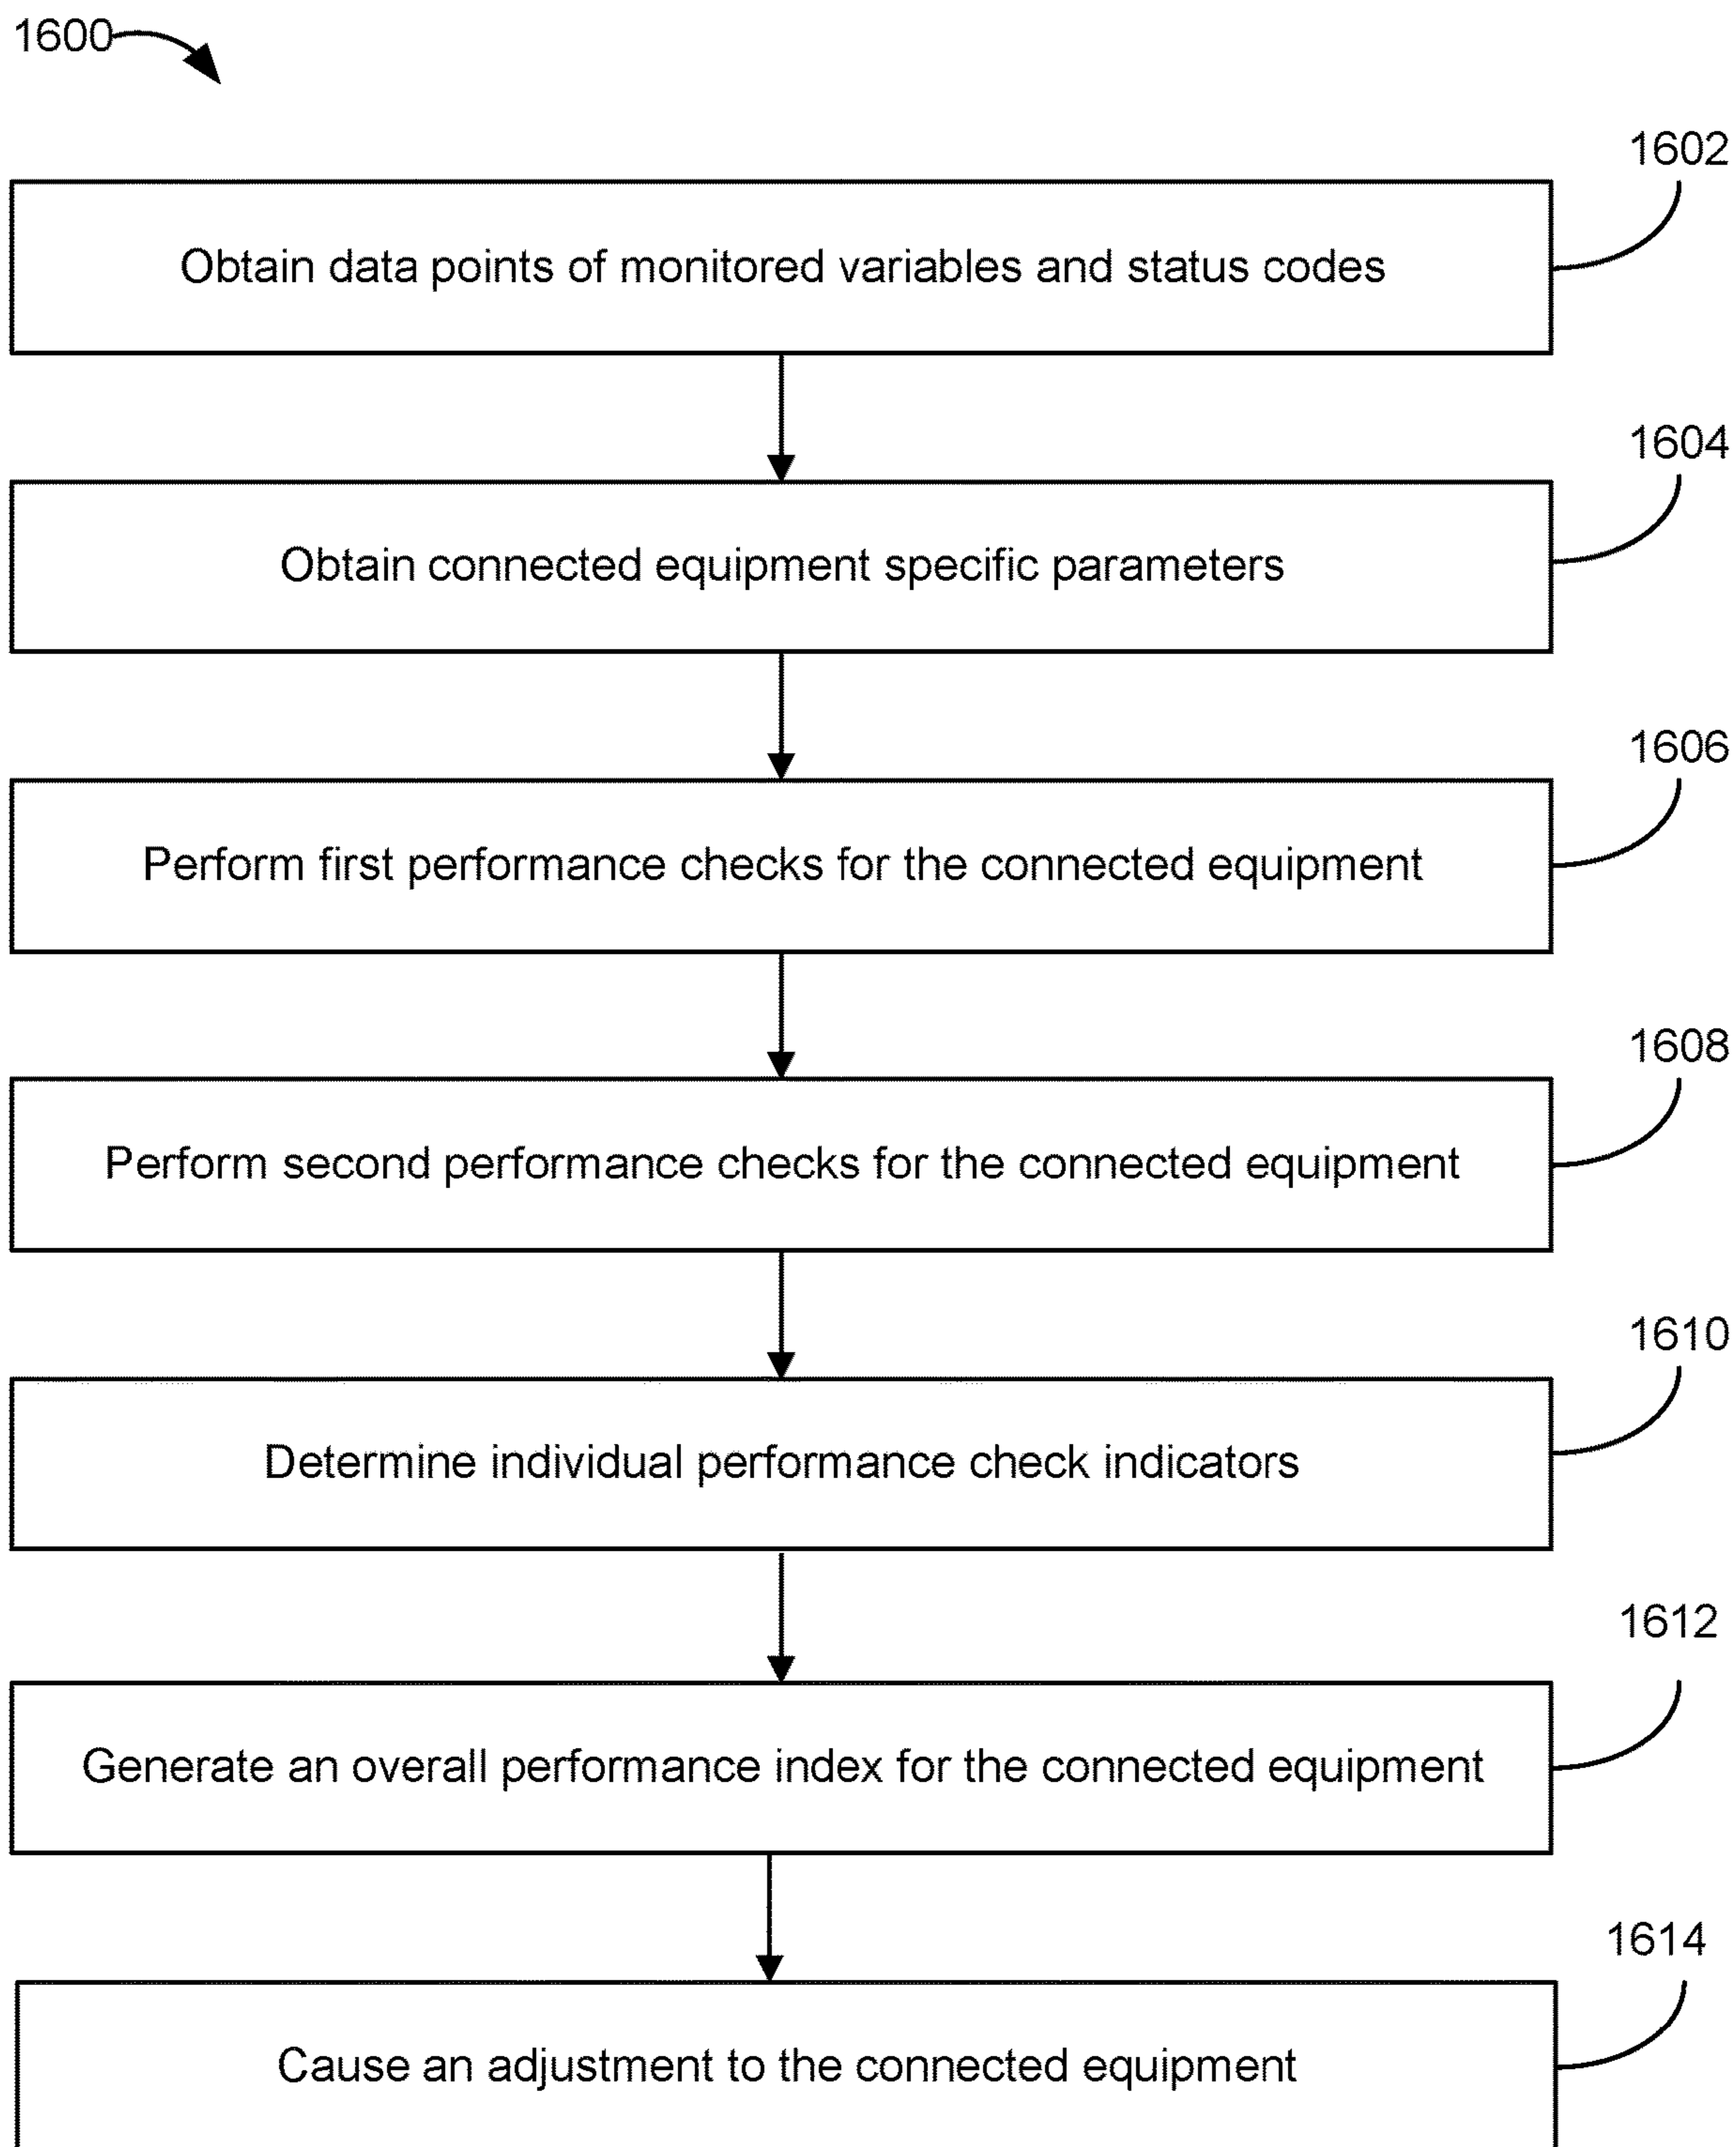 1600
1602
Obtain data points of monitored variables and status codes
1604
Obtain connected equipment specific parameters
1606
Perform first performance checks for the connected equipment
1608
Perform second performance checks for the connected equipment
1610
Determine individual performance check indicators
1612
Generate an overall performance index for the connected equipment
1614
Cause an adjustment to the connected equipment